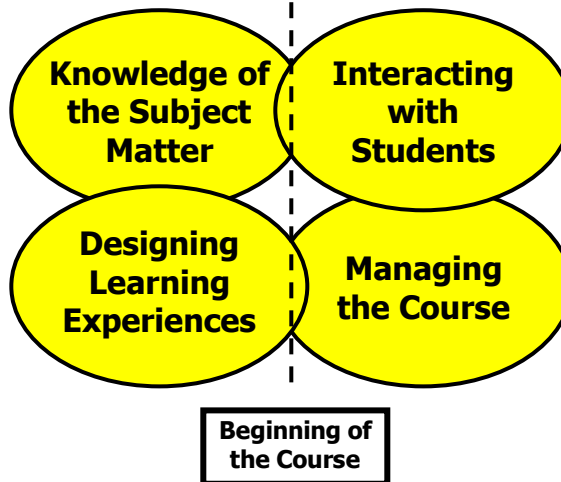 Knowledge of
the Subject
Matter
Interacting
with
Students
Designing
Learning
Experiences
Managing
the Course
Beginning of
the Course